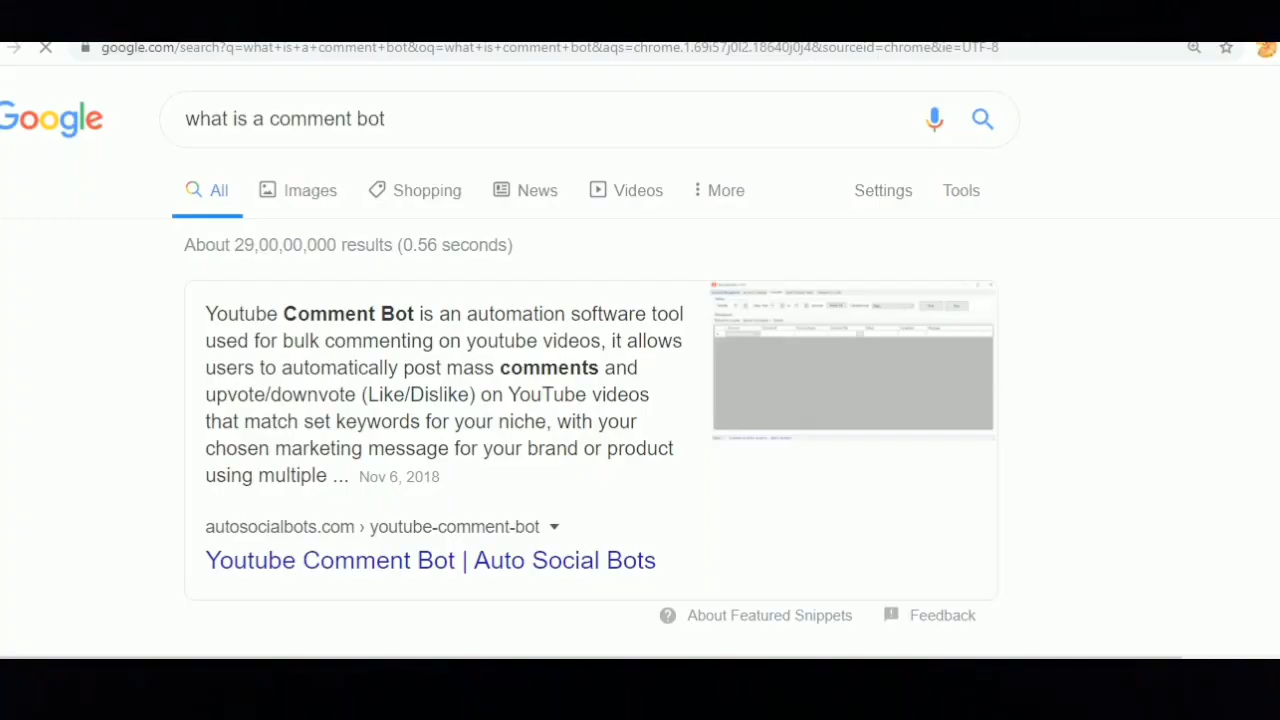 google.com/search?q=what+is+a+comment+bot&oq=what+is+comment+bot&aqs=chrome.1.69i57j0l2.18640j0j4&sourceid=chrome&ie=UTF-8
Google
what is a comment bot
All Images Shopping News Videos More Settings Tools
About 29,00,00,000 results (0.56 seconds)
Youtube Comment Bot is an automation software tool
used for bulk commenting on youtube videos, it allows
users to automatically post mass comments and
upvote/downvote (Like/Dislike) on YouTube videos
that match set keywords for your niche, with your
chosen marketing message for your brand or product
using multiple ... Nov 6, 2018
autosocialbots.com › youtube-comment-bot
Youtube Comment Bot | Auto Social Bots
About Featured Snippets Feedback